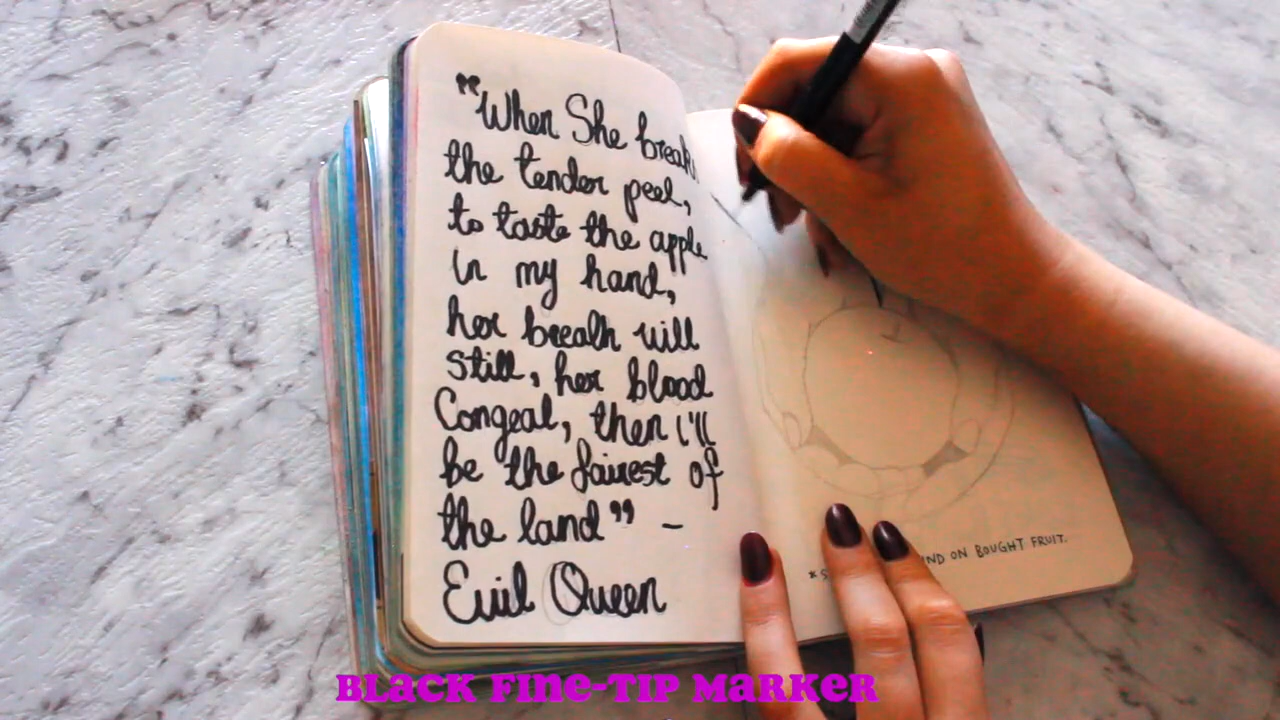 "When She breaks
the tender peel,
to taste the apple
in my hand,
her breath will
still, her blood
Congeal, then i'll
be the fairest of
the land" -
Evil Queen
ND ON BOUGHT FRUIT.
BLACK FINE-TIP MARKER